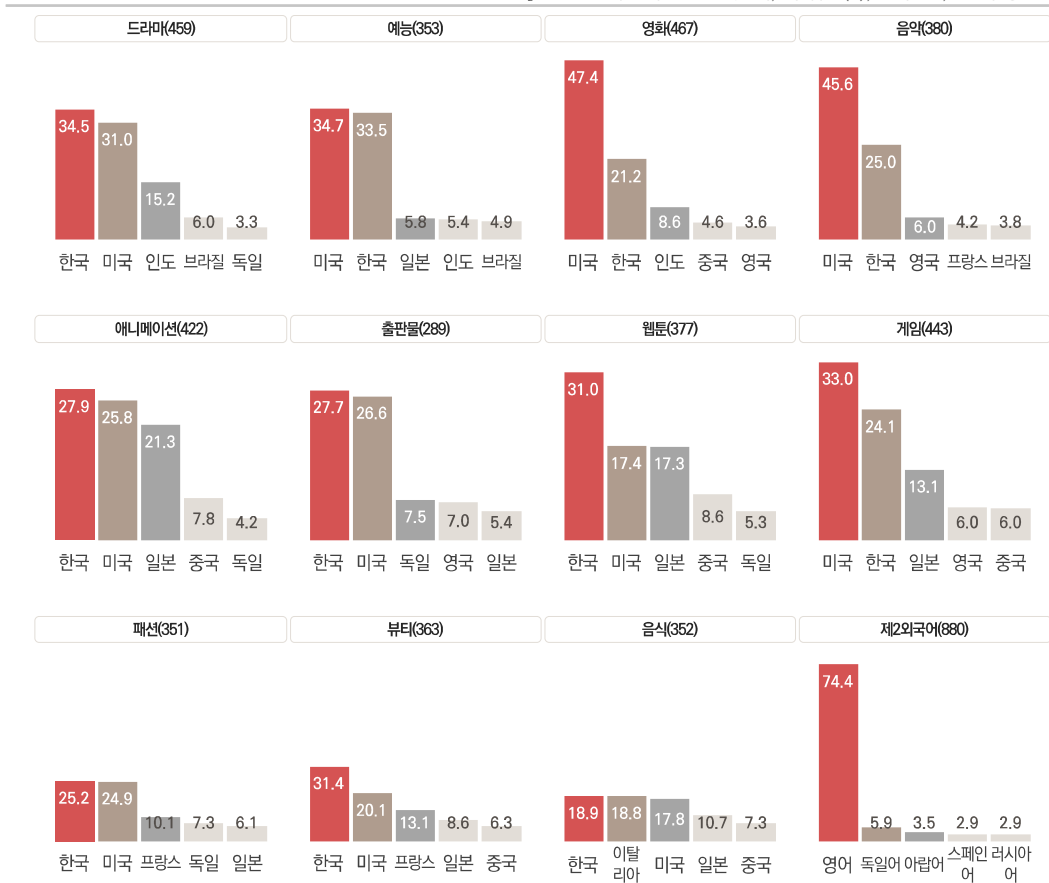 드라마(459) 예능(353) 영화(467) 음악(380)
34.5 31.0 15.2 6.0 3.3 34.7 33.5 5.8 5.4 4.9 47.4 21.2 8.6 4.6 3.6 45.6 25.0 6.0 4.2 3.8
한국 미국 인도 브라질 독일 미국 한국 일본 인도 브라질 미국 한국 인도 중국 영국 미국 한국 영국 프랑스 브라질
애니메이션(422) 출판물(289) 웹툰(377) 게임(443)
27.9 25.8 21.3 7.8 4.2 27.7 26.6 7.5 7.0 5.4 31.0 17.4 17.3 8.6 5.3 33.0 24.1 13.1 6.0 6.0
한국 미국 일본 중국 독일 한국 미국 독일 영국 일본 한국 미국 일본 중국 독일 미국 한국 일본 영국 중국
패션(351) 뷰티(363) 음식(352) 제2외국어(880)
25.2 24.9 10.1 7.3 6.1 31.4 20.1 13.1 8.6 6.3 18.9 18.8 17.8 10.7 7.3 74.4 5.9 3.5 2.9 2.9
한국 미국 프랑스 독일 일본 한국 미국 프랑스 일본 중국 한국 이탈리아 미국 일본 중국 영어 독일어 아랍어 스페인어 러시아어